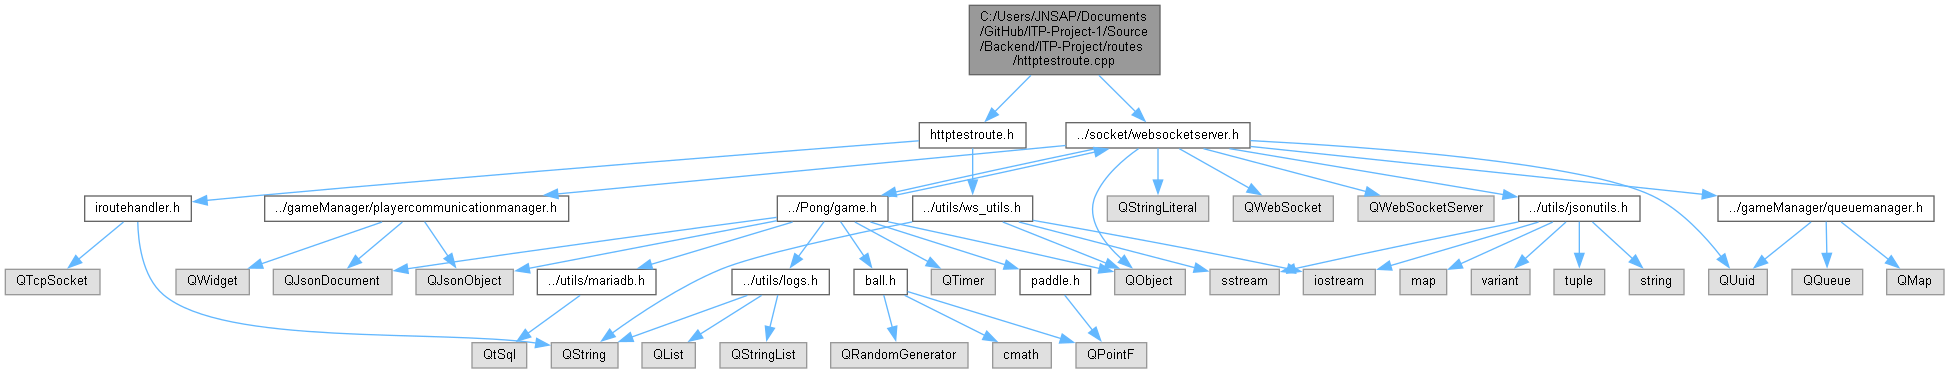 C:/Users/JNSAP/Documents
/GitHub/ITP-Project-1/Source
/Backend/ITP-Project/routes
/httptestroute.cpp
httptestroute.h
../socket/websocketserver.h
iroutehandler.h
../gameManager/playercommunicationmanager.h
../Pong/game.h
../utils/ws_utils.h
QStringLiteral
QWebSocket
QWebSocketServer
../utils/jsonutils.h
../gameManager/queuemanager.h
QTcpSocket
QWidget
QJsonDocument
QJsonObject
../utils/mariadb.h
../utils/logs.h
ball.h
QTimer
paddle.h
QObject
sstream
iostream
map
variant
tuple
string
QUuid
QQueue
QMap
QtSql
QString
QList
QStringList
QRandomGenerator
cmath
QPointF